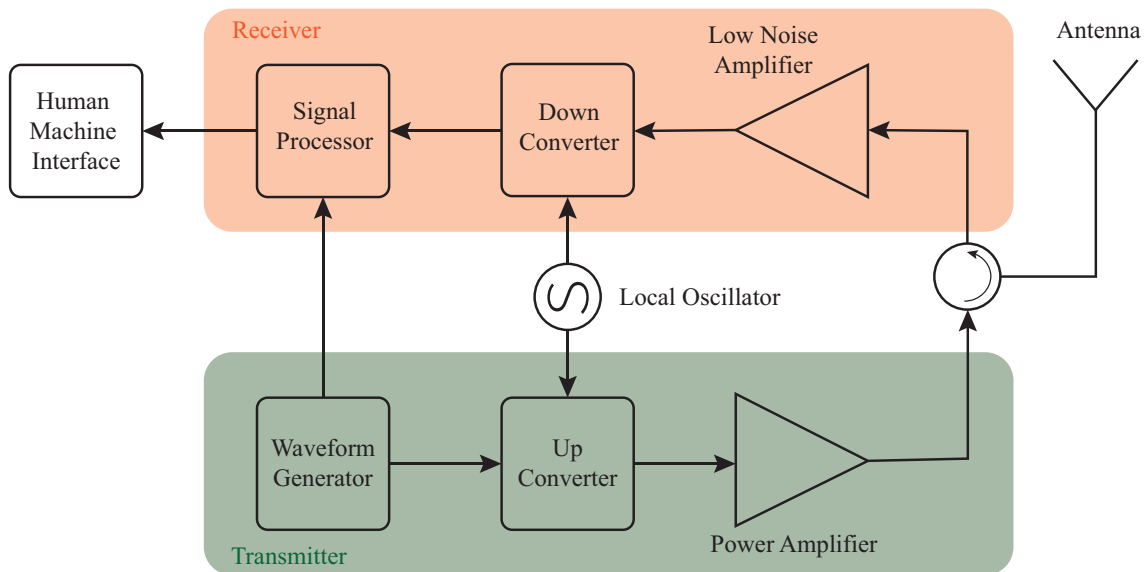 Receiver
Low Noise
Amplifier
Antenna
Human
Machine
Interface
Signal
Processor
Down
Converter
Local Oscillator
Waveform
Generator
Up
Converter
Power Amplifier
Transmitter